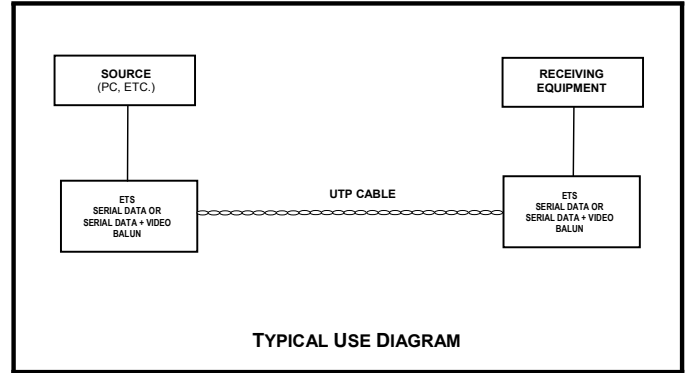 SOURCE
(PC, ETC.)
RECEIVING
EQUIPMENT
ETS
SERIAL DATA OR
SERIAL DATA + VIDEO
BALUN
UTP CABLE
ETS
SERIAL DATA OR
SERIAL DATA + VIDEO
BALUN
TYPICAL USE DIAGRAM